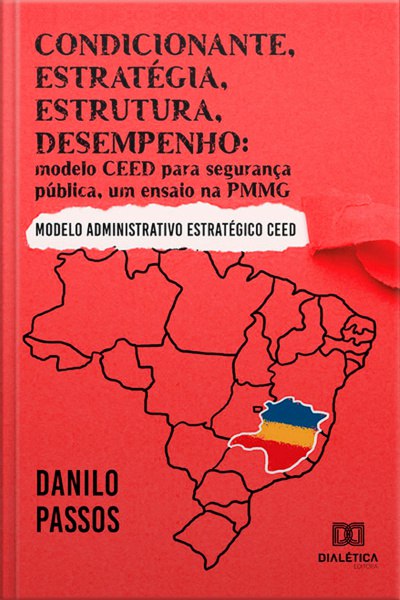 CONDICIONANTE,
ESTRATÉGIA,
ESTRUTURA,
DESEMPENHO:
modelo CEED para segurança
pública, um ensaio na PMMG
MODELO ADMINISTRATIVO ESTRATÉGICO CEED
DANILO
PASSOS
DIALÉTICA
EDITORA